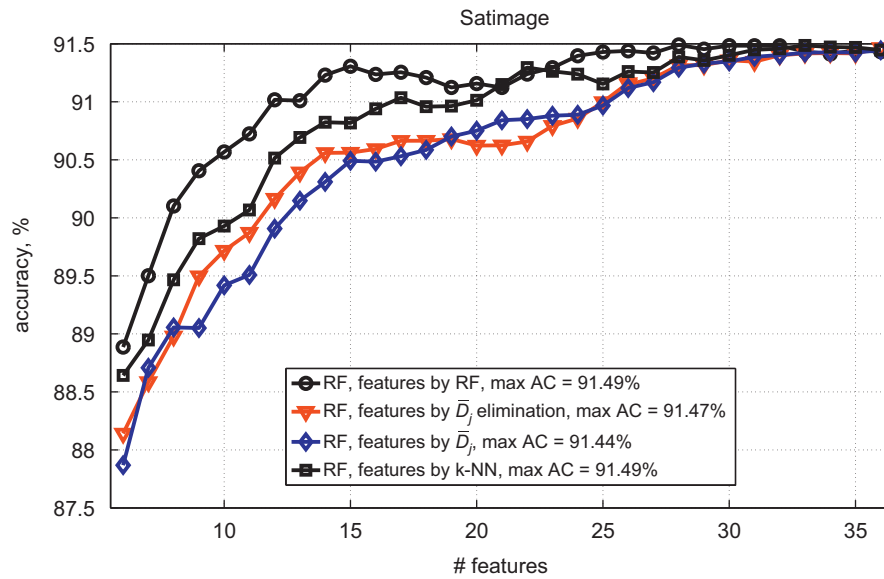 Satimage
91.5
91
90.5
90
89.5
89
88.5
88
87.5
accuracy, %
RF, features by RF, max AC = 91.49%
RF, features by D̅ⱼ elimination, max AC = 91.47%
RF, features by D̅ⱼ, max AC = 91.44%
RF, features by k-NN, max AC = 91.49%
10 15 20 25 30 35
# features